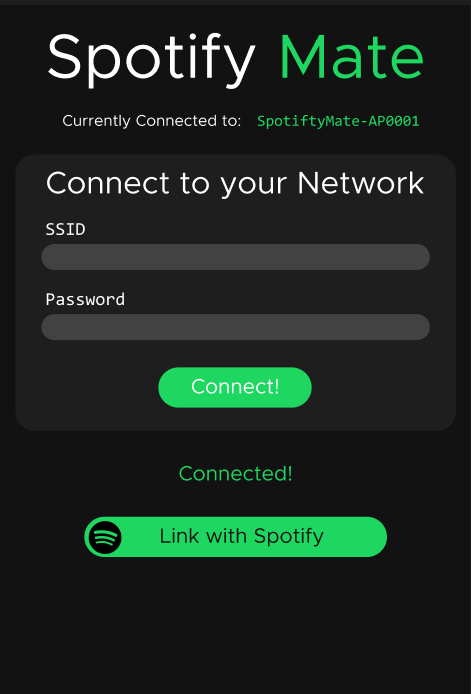 Spotify Mate
Currently Connected to: SpotiftyMate-AP0001
Connect to your Network
SSID
Password
Connect!
Connected!
Link with Spotify